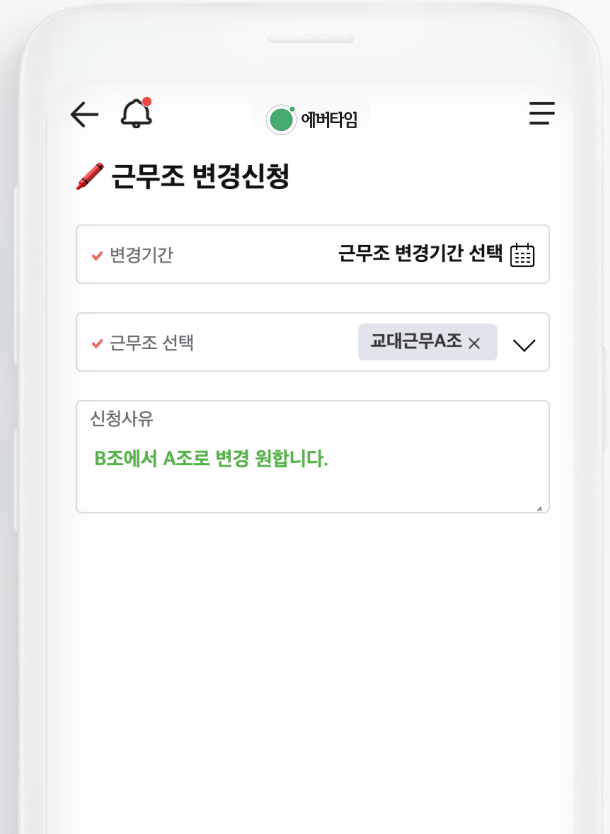 에버타임
근무조 변경신청
변경기간 근무조 변경기간 선택
근무조 선택 교대근무A조 ×
신청사유
B조에서 A조로 변경 원합니다.